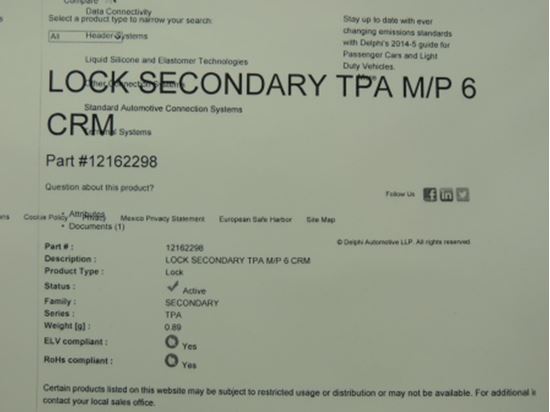 Compare
Data Connectivity
Select a product type to narrow your search:
All
Header Systems
Stay up to date with ever
changing emissions standards
with Delphi's 2014-5 guide for
Passenger Cars and Light
Duty Vehicles.
More
Liquid Silicone and Elastomer Technologies
LOCK SECONDARY TPA M/P 6
Other Connection Systems
Standard Automotive Connection Systems
CRM
Systems
Part #12162298
Question about this product?
Follow Us
Attributes
Cookie Policy Privacy Mexico Privacy Statement European Safe Harbor Site Map
• Documents (1)
© Delphi Automotive LLP. All rights reserved.
Part # : 12162298
Description : LOCK SECONDARY TPA M/P 6 CRM
Product Type : Lock
Status : Active
Family : SECONDARY
Series : TPA
Weight [g] : 0.89
ELV compliant : Yes
RoHs compliant : Yes
Certain products listed on this website may be subject to restricted usage or distribution or may not be available. For additional
contact your local sales office.